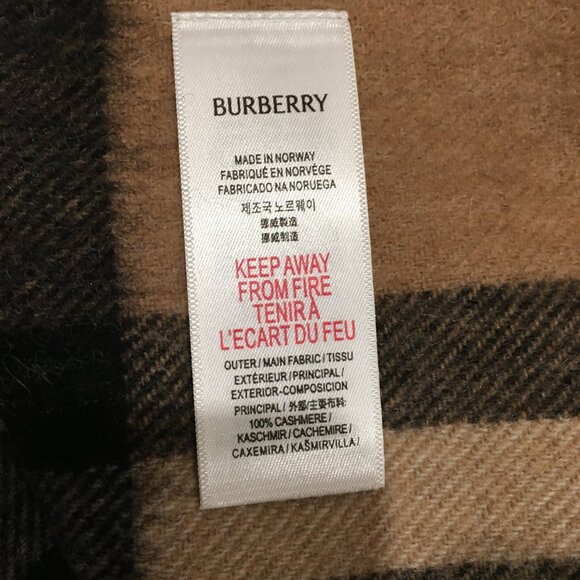 BURBERRY
MADE IN NORWAY
FABRIQUÉ EN NORVÉGE
FABRICADO NA NORUEGA
제조국 노르웨이
挪威製造
挪威制造
KEEP AWAY
FROM FIRE
TENIR À
L'ECART DU FEU
OUTER / MAIN FABRIC / TISSU
EXTÉRIEUR / PRINCIPAL /
EXTERIOR-COMPOSITION
PRINCIPAL / 外部/主要布料:
100% CASHMERE /
KASCHMIR / CACHEMIRE /
CAXEMIRA / KAŠMIRVILLA /